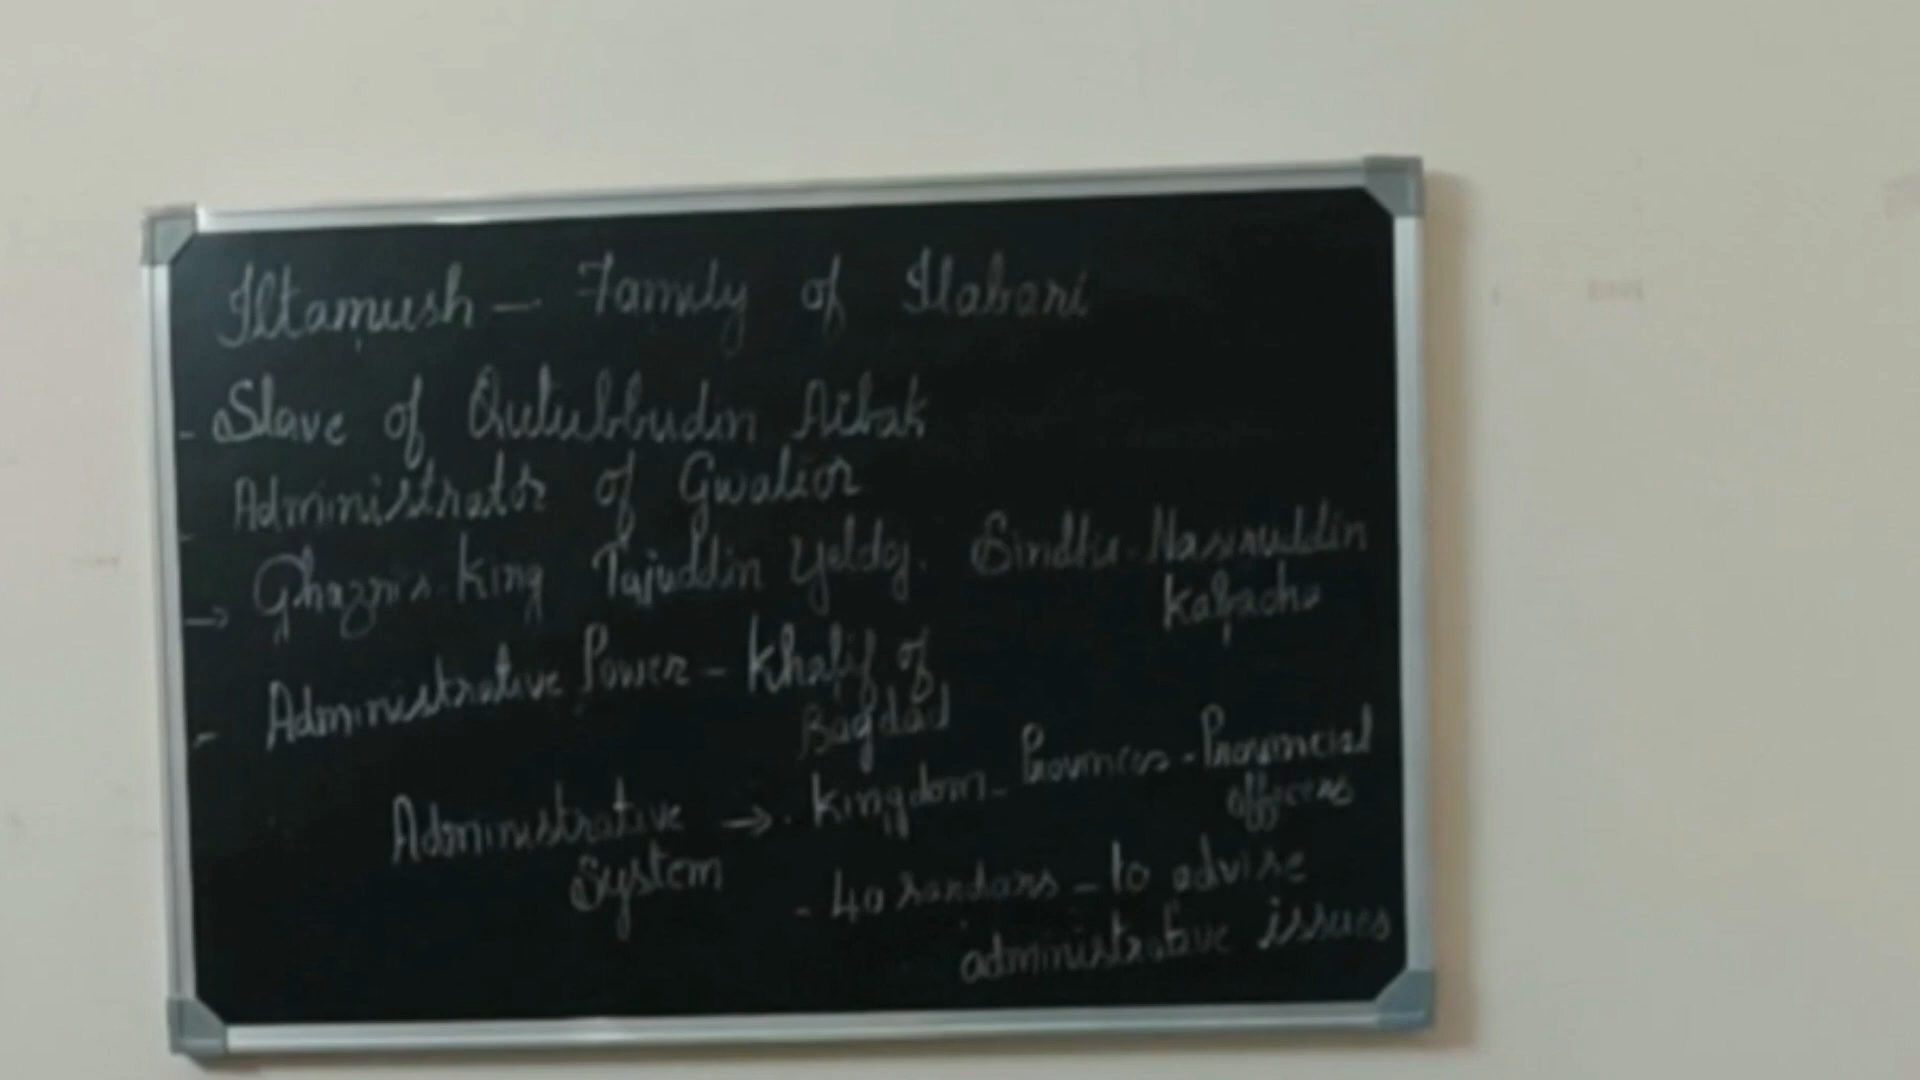 Iltamush - Family of Ilabari
- Slave of Qutubbudin Aibak
- Administrator of Gwalior
→ Ghazni's King Tajuddin Yeldoj. Sindhu - Nasiruddin
Kabacha
- Administrative Power - Khalif of
Bagdad
Administrative → . Kingdom - Provinces - Provincial
officers
System
- 40 sardars - to advise
administrative issues